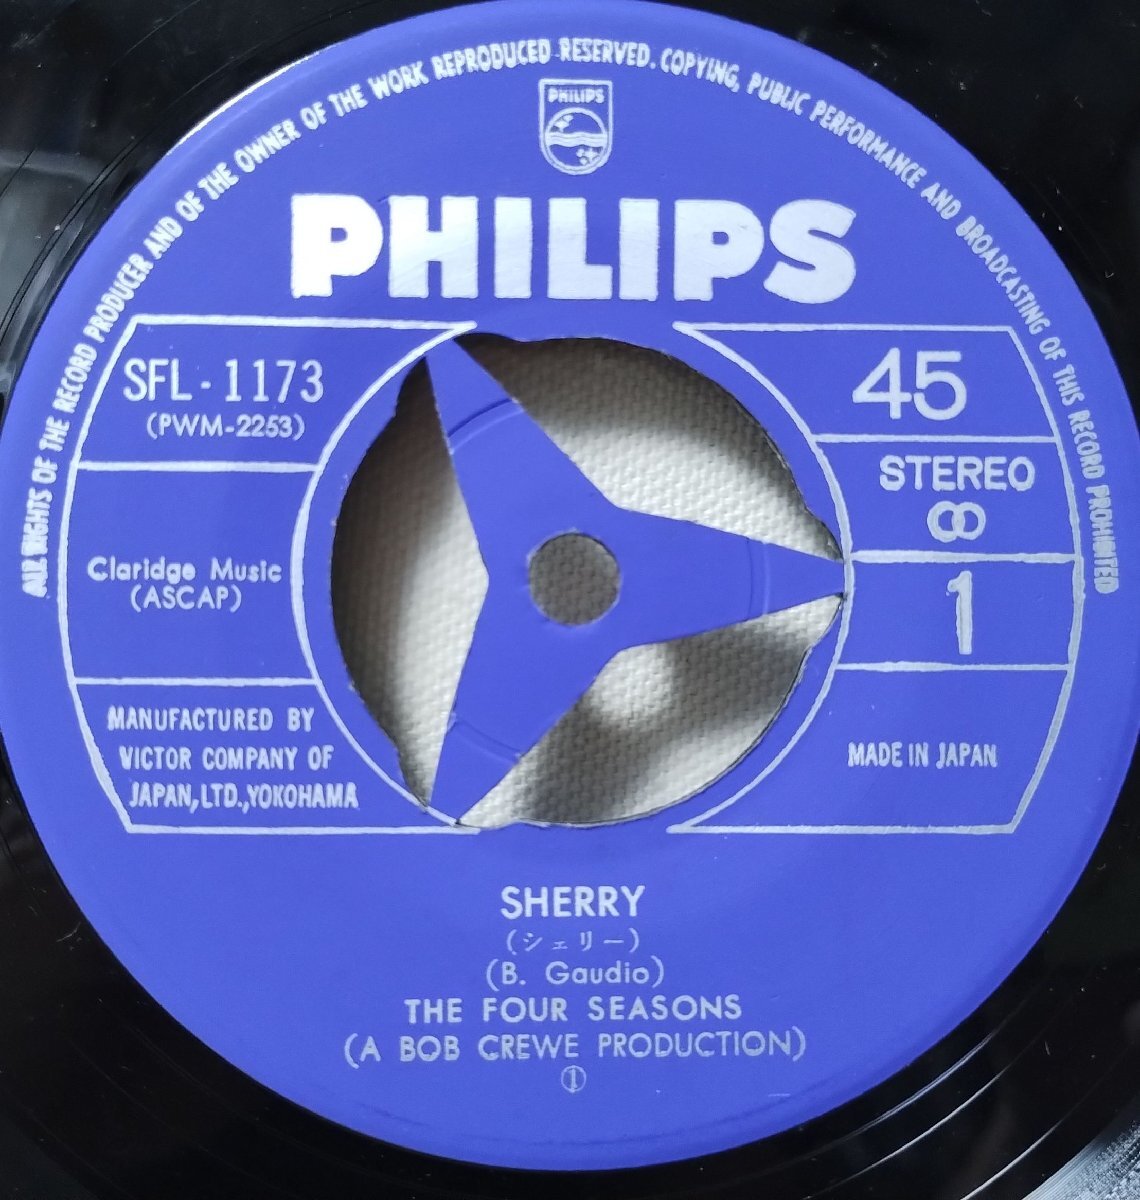 ALL RIGHTS OF THE RECORD PRODUCER AND OF THE OWNER OF THE WORK REPRODUCED RESERVED. COPYING, PUBLIC PERFORMANCE AND BROADCASTING OF THIS RECORD PROHIBITED
PHILIPS
PHILIPS
SFL-1173
(PWM-2253)
45
STEREO
1
Claridge Music
(ASCAP)
MANUFACTURED BY
VICTOR COMPANY OF
JAPAN,LTD.,YOKOHAMA
MADE IN JAPAN
SHERRY
(シェリー)
(B. Gaudio)
THE FOUR SEASONS
(A BOB CREWE PRODUCTION)
①